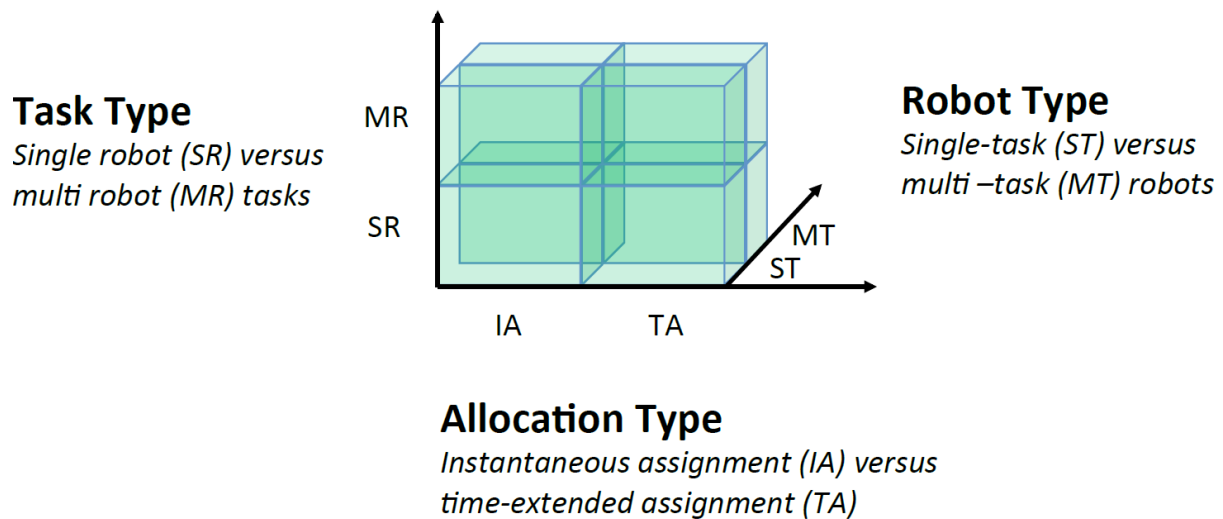 Task Type
Single robot (SR) versus
multi robot (MR) tasks
MR
SR
IA
TA
ST
MT
Robot Type
Single-task (ST) versus
multi –task (MT) robots
Allocation Type
Instantaneous assignment (IA) versus
time-extended assignment (TA)